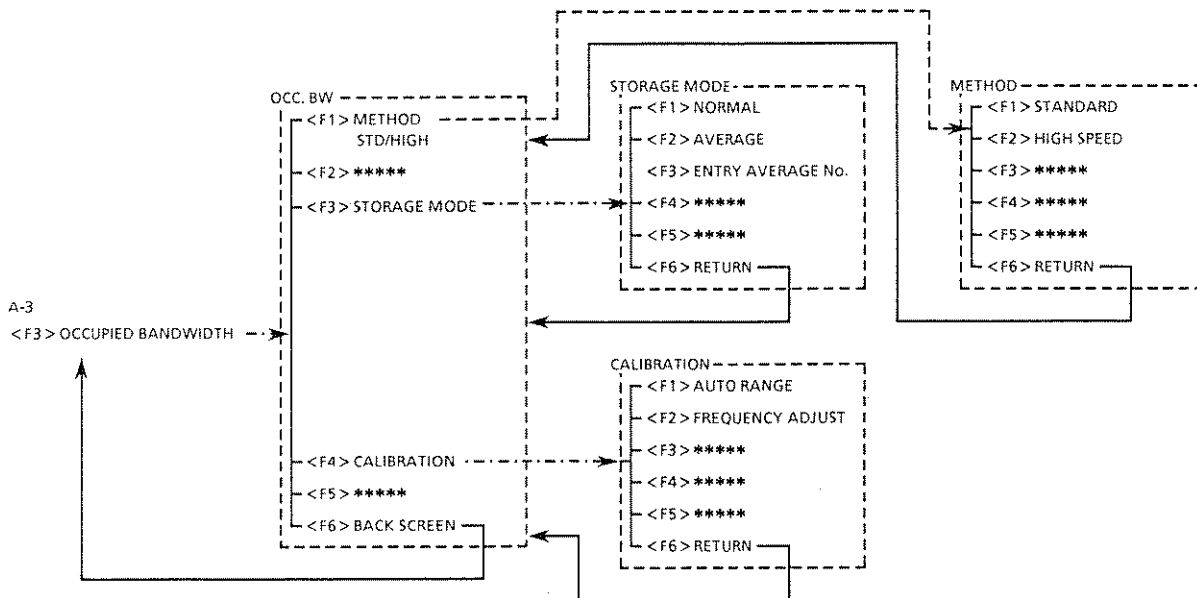 A-3
<F3> OCCUPIED BANDWIDTH
OCC. BW
<F1> METHOD
STD/HIGH
<F2> *****
<F3> STORAGE MODE
<F4> CALIBRATION
<F5> *****
<F6> BACK SCREEN
STORAGE MODE
<F1> NORMAL
<F2> AVERAGE
<F3> ENTRY AVERAGE No.
<F4> *****
<F5> *****
<F6> RETURN
METHOD
<F1> STANDARD
<F2> HIGH SPEED
<F3> *****
<F4> *****
<F5> *****
<F6> RETURN
CALIBRATION
<F1> AUTO RANGE
<F2> FREQUENCY ADJUST
<F3> *****
<F4> *****
<F5> *****
<F6> RETURN